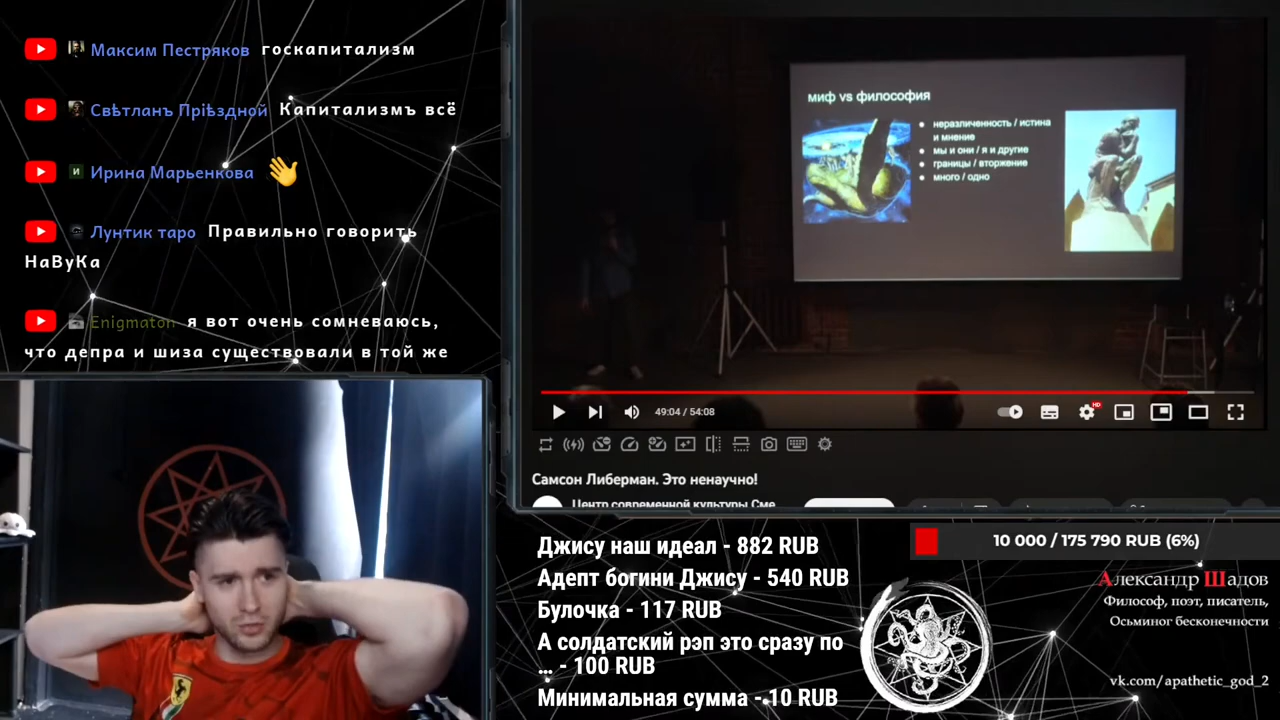 Максим Пестряков госкапитализм
Свѣтланъ Пріѣздной Капитализмъ всё
Ирина Марьенкова 👋
Лунтик таро Правильно говорить
НаВуКа
Enigmaton я вот очень сомневаюсь,
что депра и шиза существовали в той же
миф vs философия
неразличенность / истина
и мнение
мы и они / я и другие
границы / вторжение
много / одно
49:04 / 54:08
HD
Самсон Либерман. Это ненаучно!
Центр современной культуры Сме
Джису наш идеал - 882 RUB
Адепт богини Джису - 540 RUB
Булочка - 117 RUB
А солдатский рэп это сразу по
... - 100 RUB
Минимальная сумма - 10 RUB
10 000 / 175 790 RUB (6%)
Александр Шадов
Философ, поэт, писатель,
Осьминог бесконечности
vk.com/apathetic_god_2